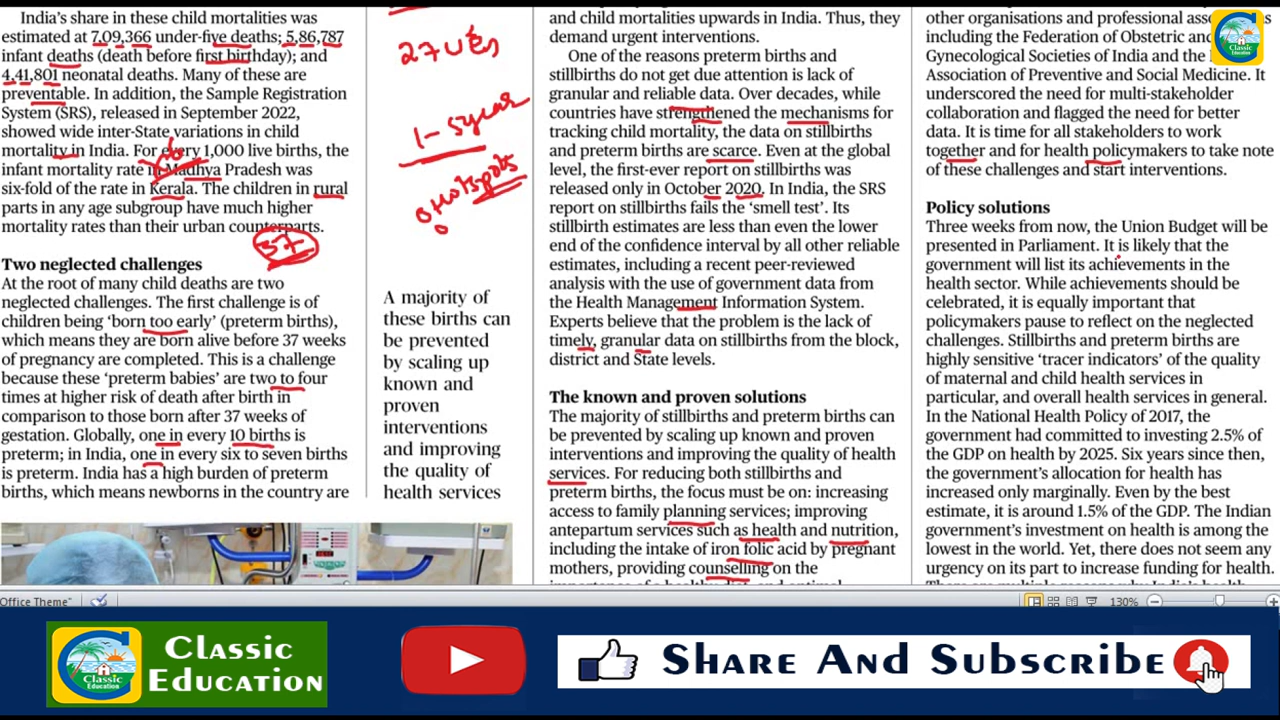 India's share in these child mortalities was
estimated at 7,09,366 under-five deaths; 5,86,787
infant deaths (death before first birthday); and
4,41,801 neonatal deaths. Many of these are
preventable. In addition, the Sample Registration
System (SRS), released in September 2022,
showed wide inter-State variations in child
mortality in India. For every 1,000 live births, the
infant mortality rate in Madhya Pradesh was
six-fold of the rate in Kerala. The children in rural
parts in any age subgroup have much higher
mortality rates than their urban counterparts.
37
Two neglected challenges
At the root of many child deaths are two
neglected challenges. The first challenge is of
children being 'born too early' (preterm births),
which means they are born alive before 37 weeks
of pregnancy are completed. This is a challenge
because these 'preterm babies' are two to four
times at higher risk of death after birth in
comparison to those born after 37 weeks of
gestation. Globally, one in every 10 births is
preterm; in India, one in every six to seven births
is preterm. India has a high burden of preterm
births, which means newborns in the country are
1-5year
hotspots
A majority of
these births can
be prevented
by scaling up
known and
proven
interventions
and improving
the quality of
health services
and child mortalities upwards in India. Thus, they
demand urgent interventions.
One of the reasons preterm births and
stillbirths do not get due attention is lack of
granular and reliable data. Over decades, while
countries have strengthened the mechanisms for
tracking child mortality, the data on stillbirths
and preterm births are scarce. Even at the global
level, the first-ever report on stillbirths was
released only in October 2020. In India, the SRS
report on stillbirths fails the 'smell test'. Its
stillbirth estimates are less than even the lower
end of the confidence interval by all other reliable
estimates, including a recent peer-reviewed
analysis with the use of government data from
the Health Management Information System.
Experts believe that the problem is the lack of
timely, granular data on stillbirths from the block,
district and State levels.
The known and proven solutions
The majority of stillbirths and preterm births can
be prevented by scaling up known and proven
interventions and improving the quality of health
services. For reducing both stillbirths and
preterm births, the focus must be on: increasing
access to family planning services; improving
antepartum services such as health and nutrition,
including the intake of iron folic acid by pregnant
mothers, providing counselling on the
other organisations and professional
including the Federation of Obstetric and
Gynecological Societies of India and the
Association of Preventive and Social Medicine. It
underscored the need for multi-stakeholder
collaboration and flagged the need for better
data. It is time for all stakeholders to work
together and for health policymakers to take note
of these challenges and start interventions.
Policy solutions
Three weeks from now, the Union Budget will be
presented in Parliament. It is likely that the
government will list its achievements in the
health sector. While achievements should be
celebrated, it is equally important that
policymakers pause to reflect on the neglected
challenges. Stillbirths and preterm births are
highly sensitive 'tracer indicators' of the quality
of maternal and child health services in
particular, and overall health services in general.
In the National Health Policy of 2017, the
government had committed to investing 2.5% of
the GDP on health by 2025. Six years since then,
the government's allocation for health has
increased only marginally. Even by the best
estimate, it is around 1.5% of the GDP. The Indian
government's investment on health is among the
lowest in the world. Yet, there does not seem any
urgency on its part to increase funding for health.
Classic
Education
Office Theme"
130%
Classic
Education
Classic
Education
Share And Subscribe